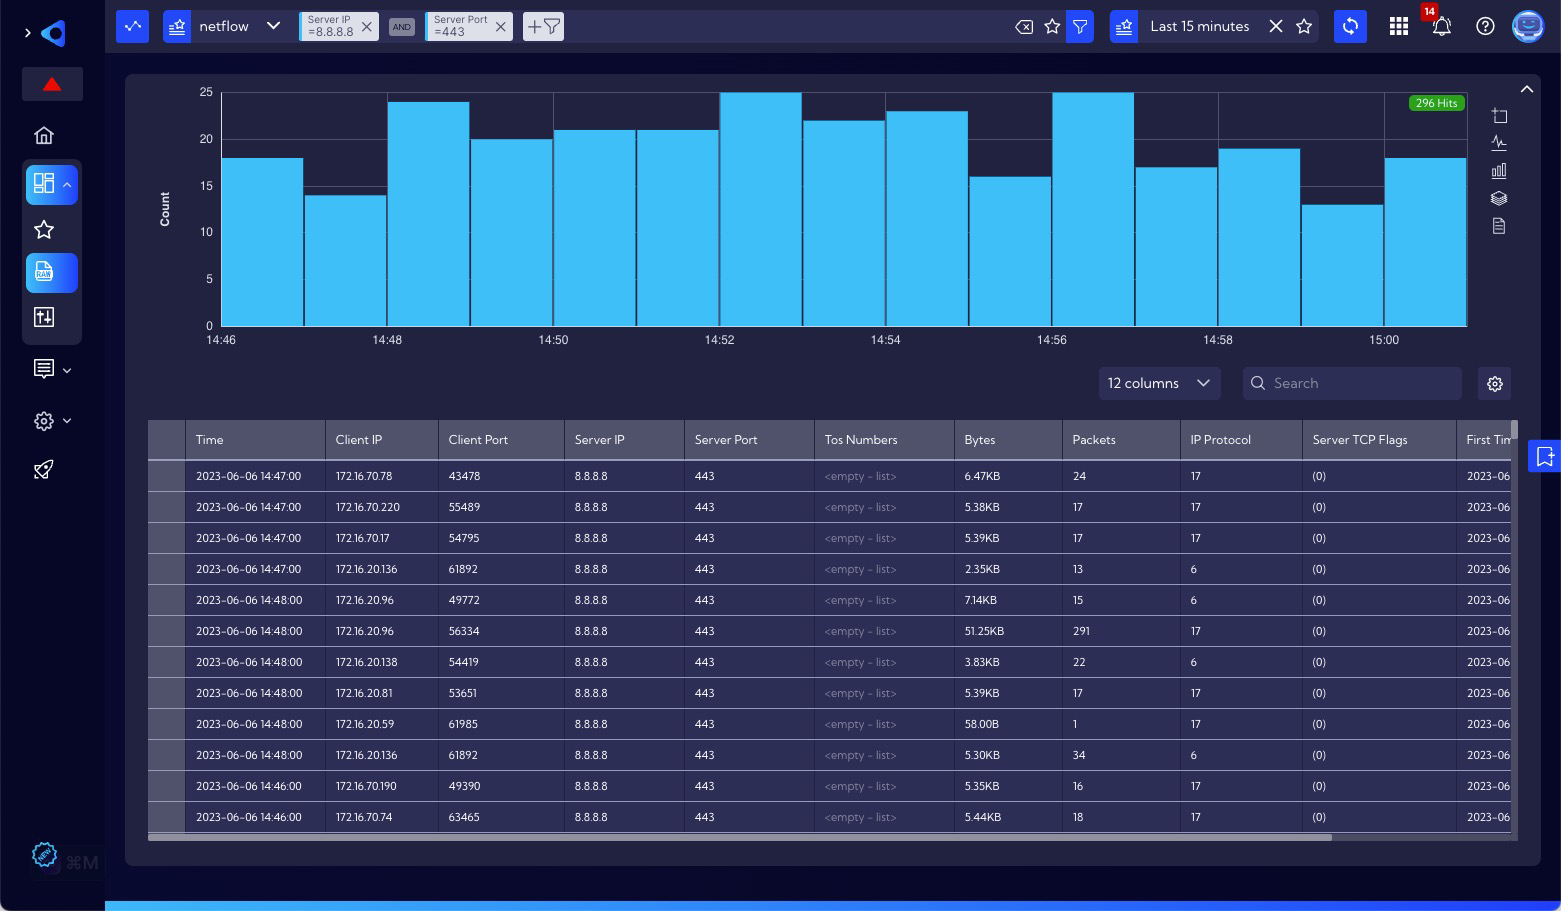 netflow
Server IP
=8.8.8.8
AND
Server Port
=443
Last 15 minutes
14
296 Hits
25
20
15
10
5
0
Count
14:46 14:48 14:50 14:52 14:54 14:56 14:58 15:00
12 columns
Search
RAW
NEW
⌘M
Time Client IP Client Port Server IP Server Port Tos Numbers Bytes Packets IP Protocol Server TCP Flags First Tim
2023-06-06 14:47:00 172.16.70.78 43478 8.8.8.8 443 <empty - list> 6.47KB 24 17 (0) 2023-06
2023-06-06 14:47:00 172.16.70.220 55489 8.8.8.8 443 <empty - list> 5.38KB 17 17 (0) 2023-06
2023-06-06 14:47:00 172.16.70.17 54795 8.8.8.8 443 <empty - list> 5.39KB 17 17 (0) 2023-06
2023-06-06 14:47:00 172.16.20.136 61892 8.8.8.8 443 <empty - list> 2.35KB 13 6 (0) 2023-06
2023-06-06 14:48:00 172.16.20.96 49772 8.8.8.8 443 <empty - list> 7.14KB 15 6 (0) 2023-06
2023-06-06 14:48:00 172.16.20.96 56334 8.8.8.8 443 <empty - list> 51.25KB 291 17 (0) 2023-06
2023-06-06 14:48:00 172.16.20.138 54419 8.8.8.8 443 <empty - list> 3.83KB 22 6 (0) 2023-06
2023-06-06 14:48:00 172.16.20.81 53651 8.8.8.8 443 <empty - list> 5.39KB 17 17 (0) 2023-06
2023-06-06 14:48:00 172.16.20.59 61985 8.8.8.8 443 <empty - list> 58.00B 1 17 (0) 2023-06
2023-06-06 14:48:00 172.16.20.136 61892 8.8.8.8 443 <empty - list> 5.30KB 34 6 (0) 2023-06
2023-06-06 14:46:00 172.16.70.190 49390 8.8.8.8 443 <empty - list> 5.35KB 16 17 (0) 2023-06
2023-06-06 14:46:00 172.16.70.74 63465 8.8.8.8 443 <empty - list> 5.44KB 18 17 (0) 2023-06